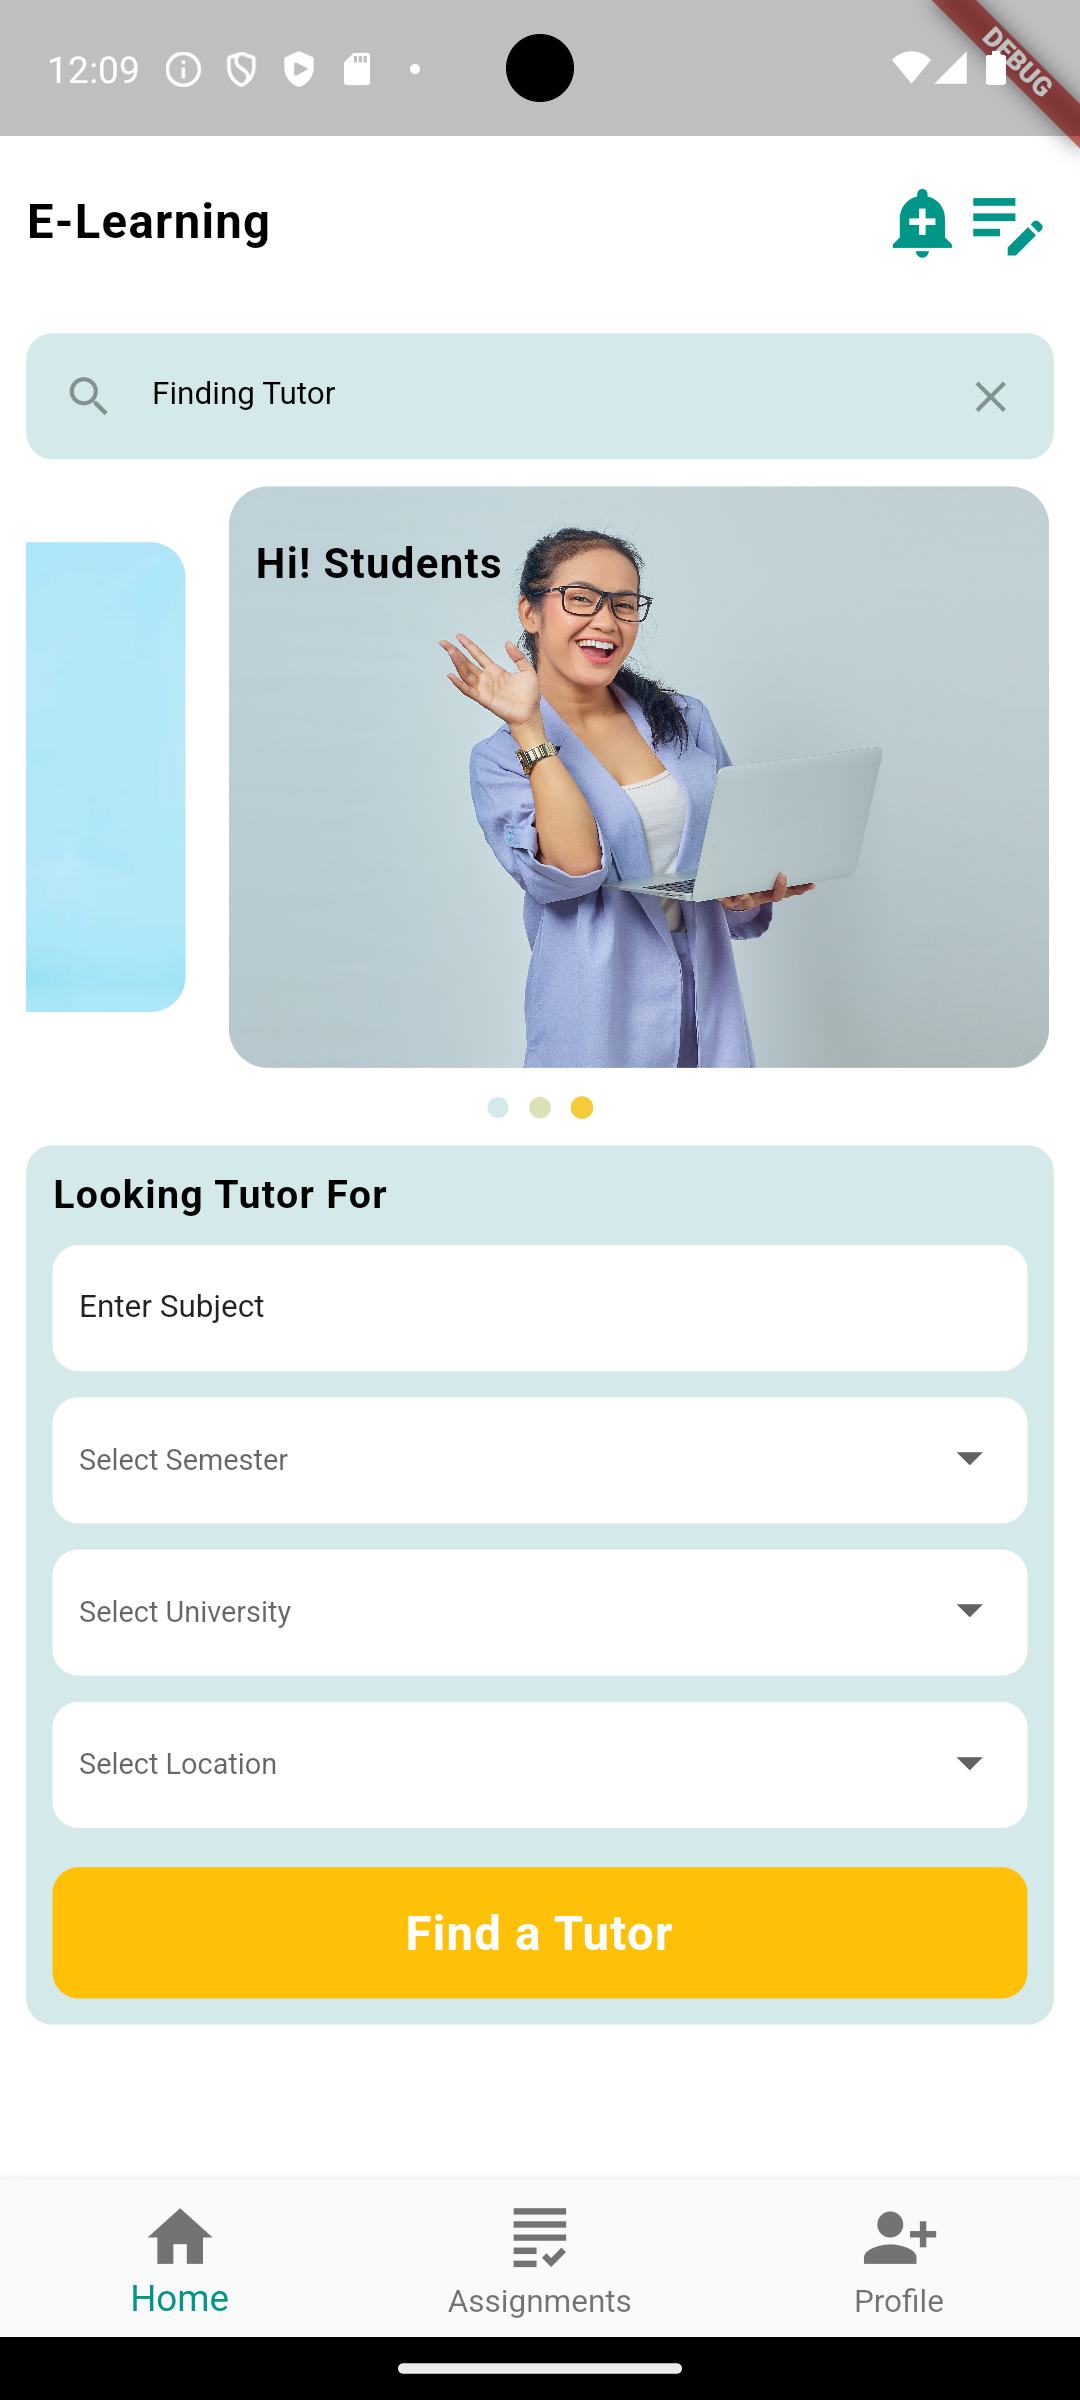 12:09
DEBUG
E-Learning
Finding Tutor
Hi! Students
Looking Tutor For
Enter Subject
Select Semester
Select University
Select Location
Find a Tutor
Home
Assignments
Profile